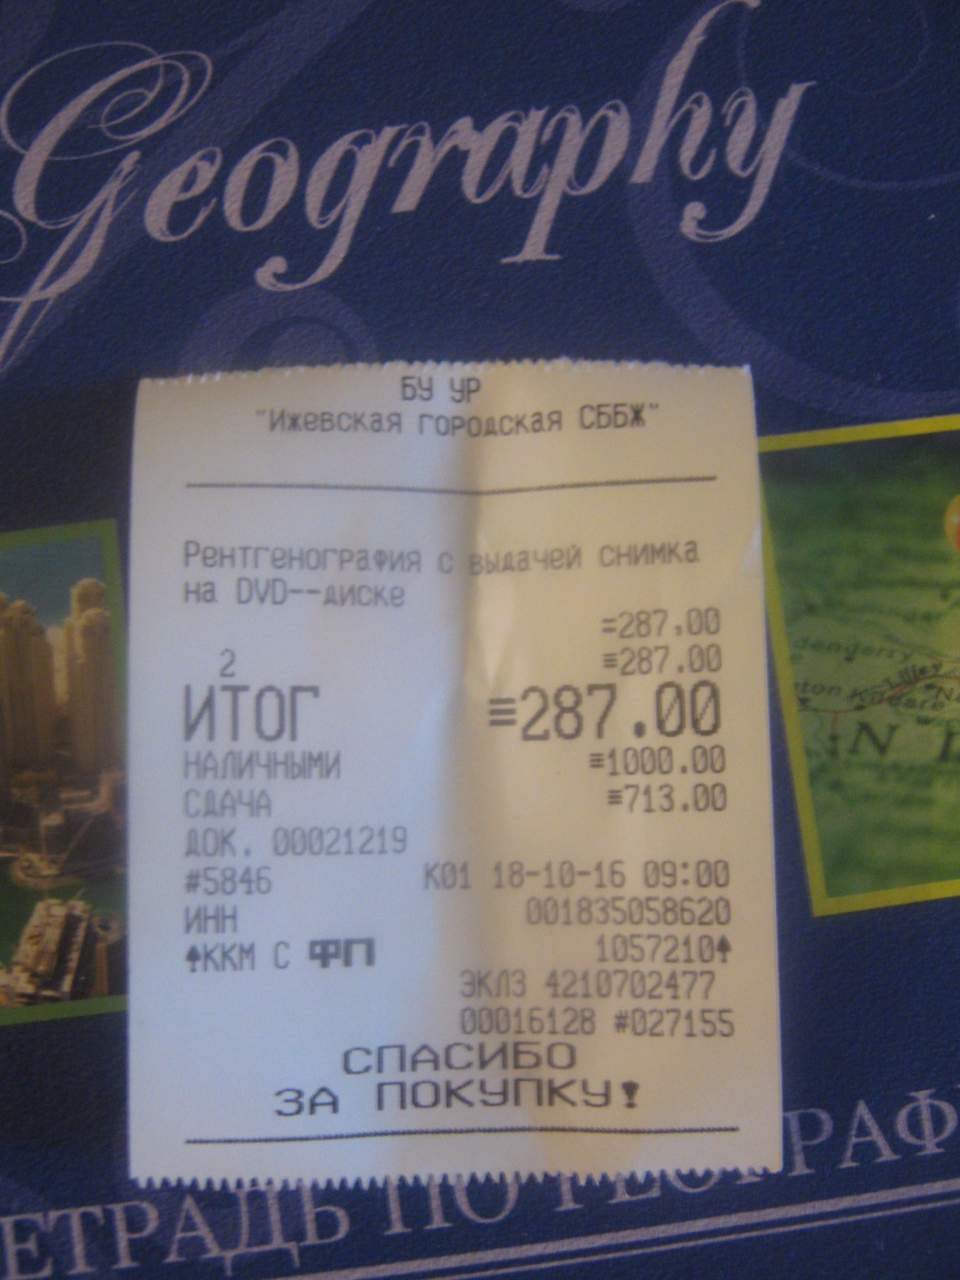 Geography
БУ УР
"Ижевская городская СББЖ"
Рентгенография с выдачей снимка
на DVD--диске
=287.00
2 ≡287.00
ИТОГ ≡287.00
НАЛИЧНЫМИ ≡1000.00
СДАЧА ≡713.00
ДОК. 00021219
#5846 К01 18-10-16 09:00
ИНН 001835058620
♠ККМ С ФП 1057210♠
ЭКЛЗ 4210702477
00016128 #027155
СПАСИБО
ЗА ПОКУПКУ!
ЕТРАДЬ ПО ГЕОГРАФ